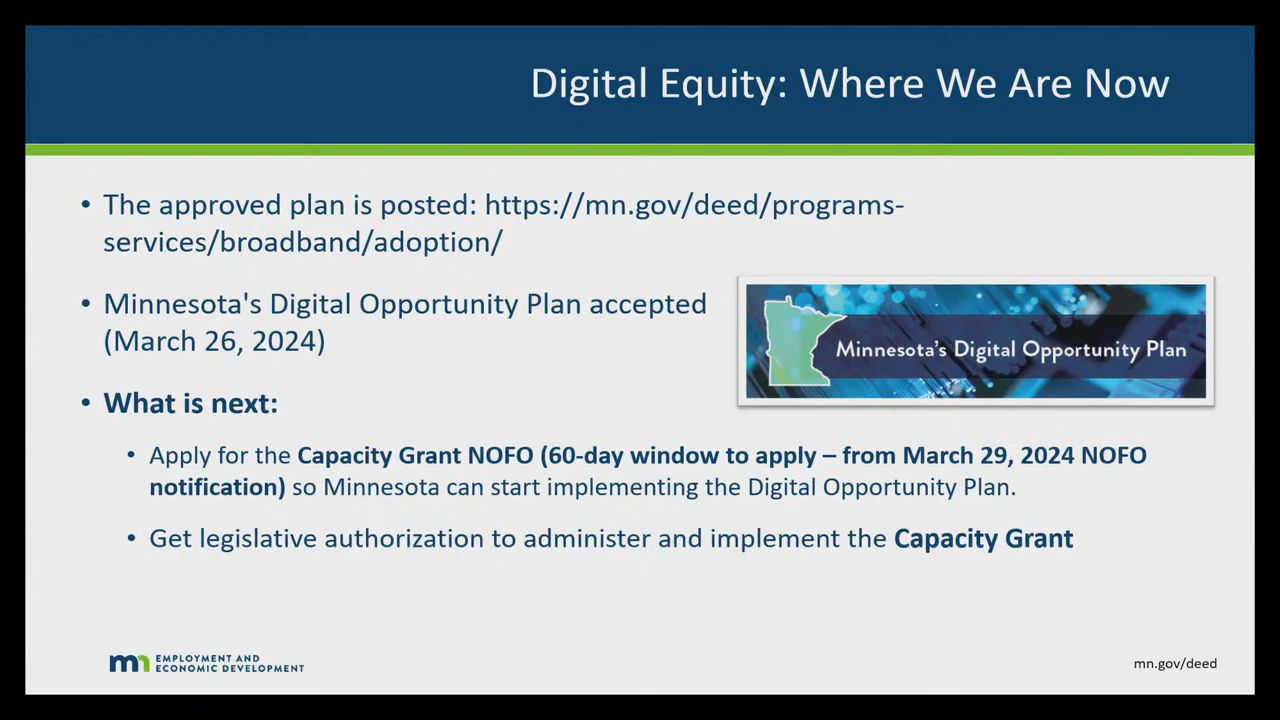 Digital Equity: Where We Are Now
• The approved plan is posted: https://mn.gov/deed/programs-
services/broadband/adoption/
• Minnesota's Digital Opportunity Plan accepted
(March 26, 2024)
Minnesota's Digital Opportunity Plan
• What is next:
• Apply for the Capacity Grant NOFO (60-day window to apply – from March 29, 2024 NOFO
notification) so Minnesota can start implementing the Digital Opportunity Plan.
• Get legislative authorization to administer and implement the Capacity Grant
mn EMPLOYMENT AND
ECONOMIC DEVELOPMENT
mn.gov/deed